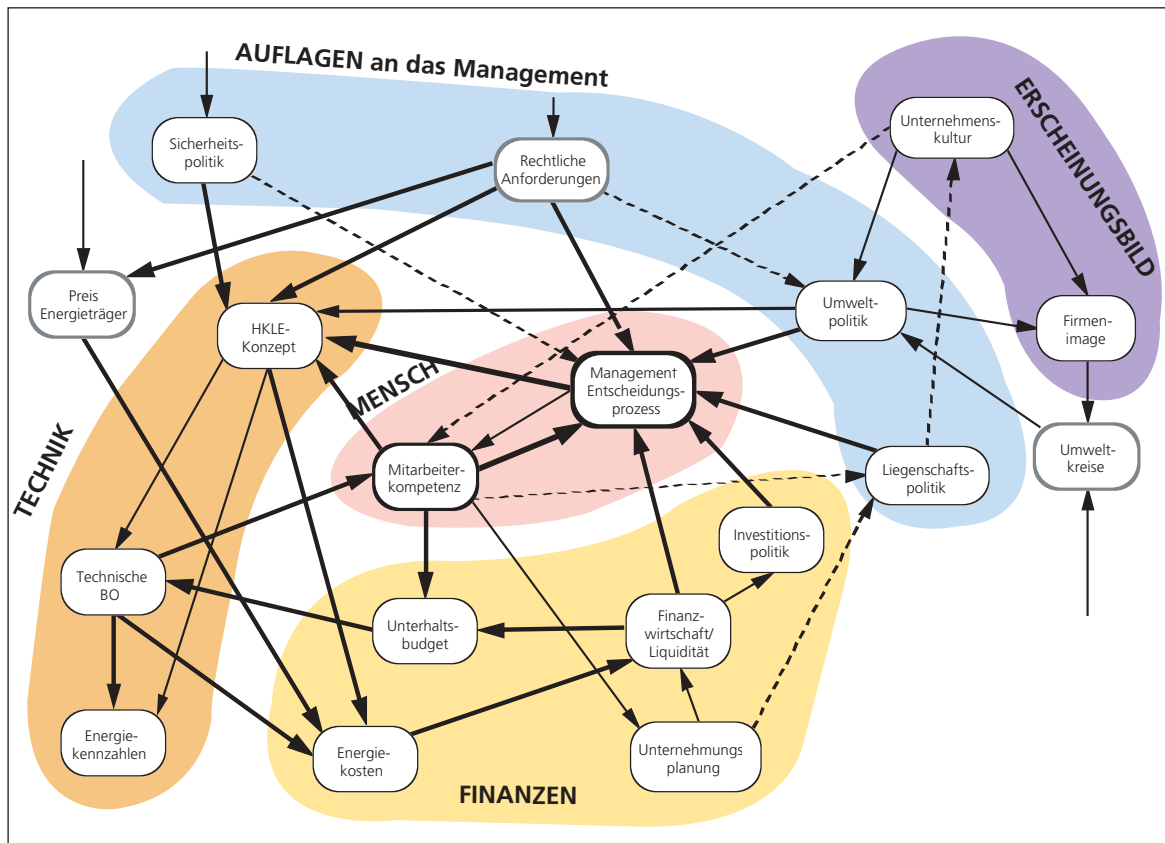 AUFLAGEN an das Management
ERSCHEINUNGSBILD
Unternehmens-
kultur
Sicherheits-
politik
Rechtliche
Anforderungen
Preis
Energieträger
HKLE-
Konzept
Umwelt-
politik
Firmen-
image
MENSCH
Management
Entscheidungs-
prozess
TECHNIK
Mitarbeiter-
kompetenz
Liegenschafts-
politik
Umwelt-
kreise
Investitions-
politik
Technische
BO
Unterhalts-
budget
Finanz-
wirtschaft/
Liquidität
Energie-
kennzahlen
Energie-
kosten
Unternehmungs
planung
FINANZEN